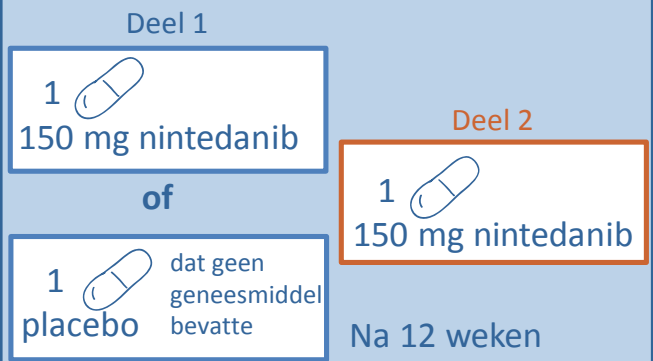 Deel 1
1
150 mg nintedanib
of
1
placebo
dat geen
geneesmiddel
bevatte
Deel 2
1
150 mg nintedanib
Na 12 weken